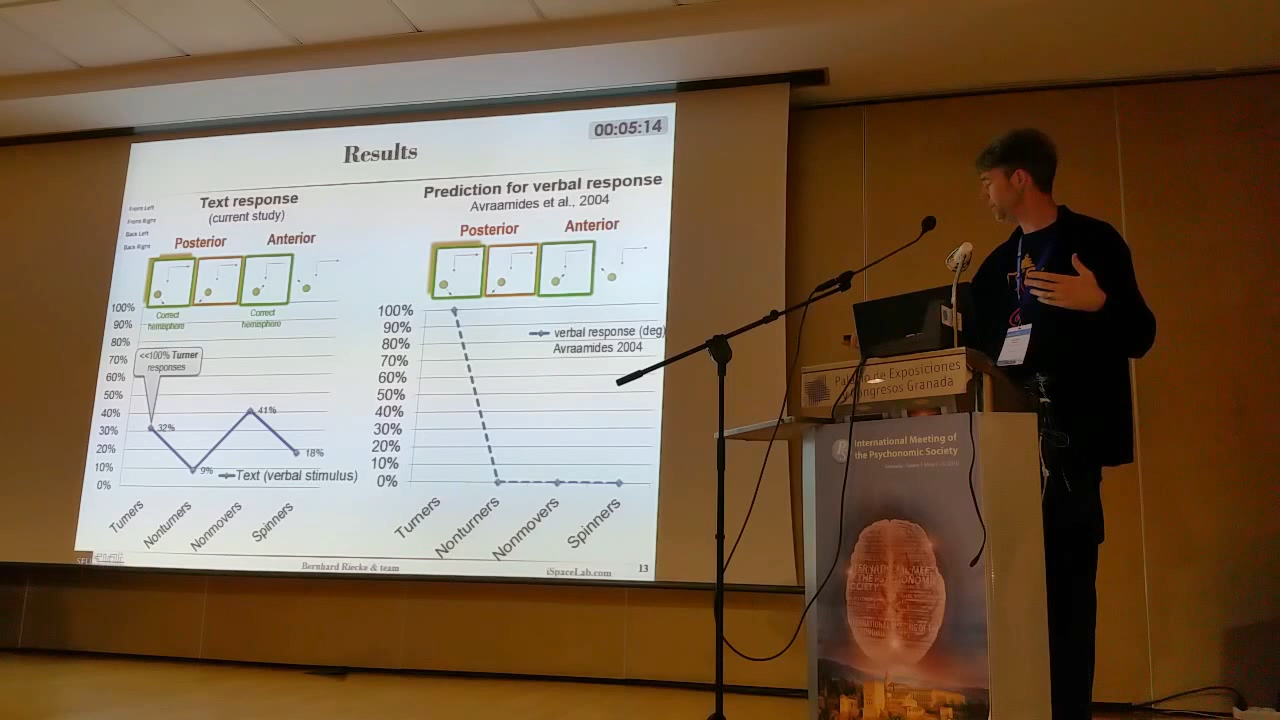 00:05:14
Results
Text response
(current study)
Front Left
Front Right
Back Left
Back Right
Posterior
Anterior
Correct
hemisphere
Correct
hemisphere
100%
90%
80%
70%
60%
50%
40%
30%
20%
10%
0%
<<100% Turner
responses
32%
9%
41%
18%
Text (verbal stimulus)
Turners
Nonturners
Nonmovers
Spinners
Prediction for verbal response
Avraamides et al., 2004
Posterior
Anterior
100%
90%
80%
70%
60%
50%
40%
30%
20%
10%
0%
verbal response (deg)
Avraamides 2004
Turners
Nonturners
Nonmovers
Spinners
Bernhard Riecke & team
iSpaceLab.com
13
Palacio de Exposiciones
y Congresos Granada
International Meeting of
the Psychonomic Society